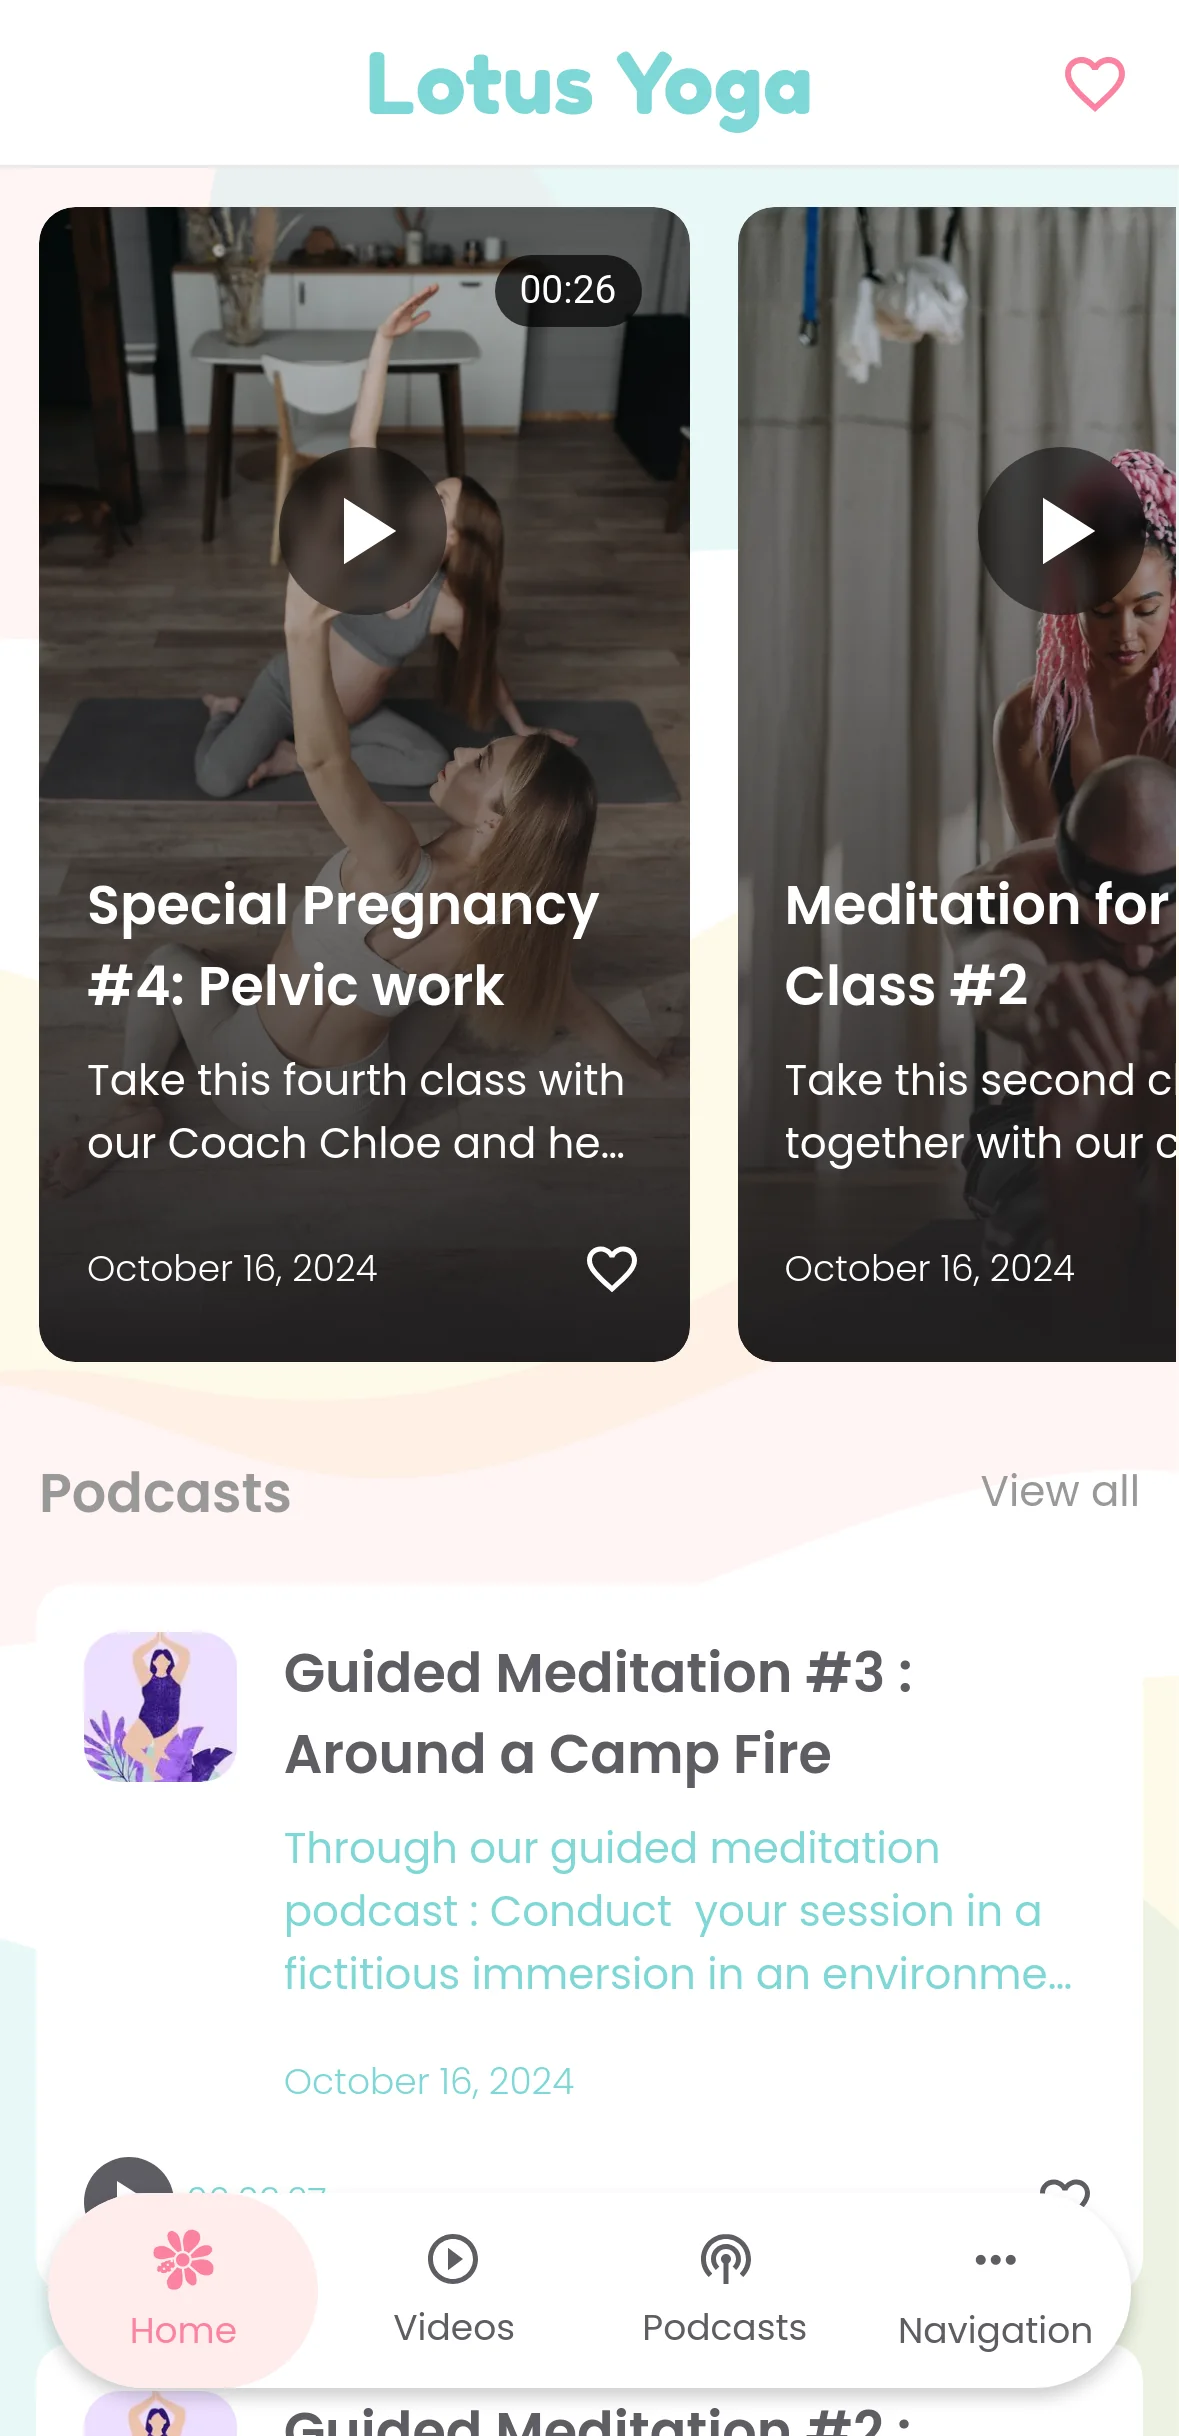 Lotus Yoga
00:26
Special Pregnancy
#4: Pelvic work
Take this fourth class with
our Coach Chloe and he...
October 16, 2024
Meditation for
Class #2
Take this second c
together with our c
October 16, 2024
Podcasts
View all
Guided Meditation #3 :
Around a Camp Fire
Through our guided meditation
podcast : Conduct  your session in a
fictitious immersion in an environme...
October 16, 2024
Home
Videos
Podcasts
Navigation
Guided Meditation #2 :